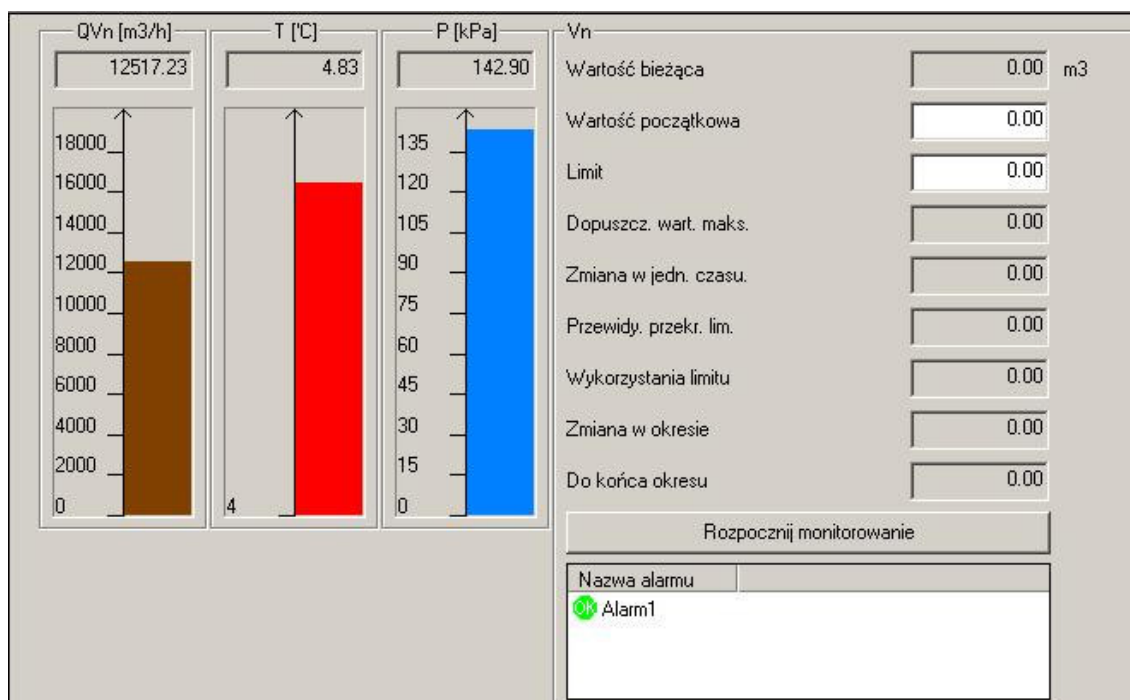 QVn [m3/h]
12517.23
18000
16000
14000
12000
10000
8000
6000
4000
2000
0
T ['C]
4.83
4
P [kPa]
142.90
135
120
105
90
75
60
45
30
15
0
Vn
Wartość bieżąca 0.00 m3
Wartość początkowa 0.00
Limit 0.00
Dopuszcz. wart. maks. 0.00
Zmiana w jedn. czasu. 0.00
Przewidy. przekr. lim. 0.00
Wykorzystania limitu 0.00
Zmiana w okresie 0.00
Do końca okresu 0.00
Rozpocznij monitorowanie
Nazwa alarmu
OK Alarm1